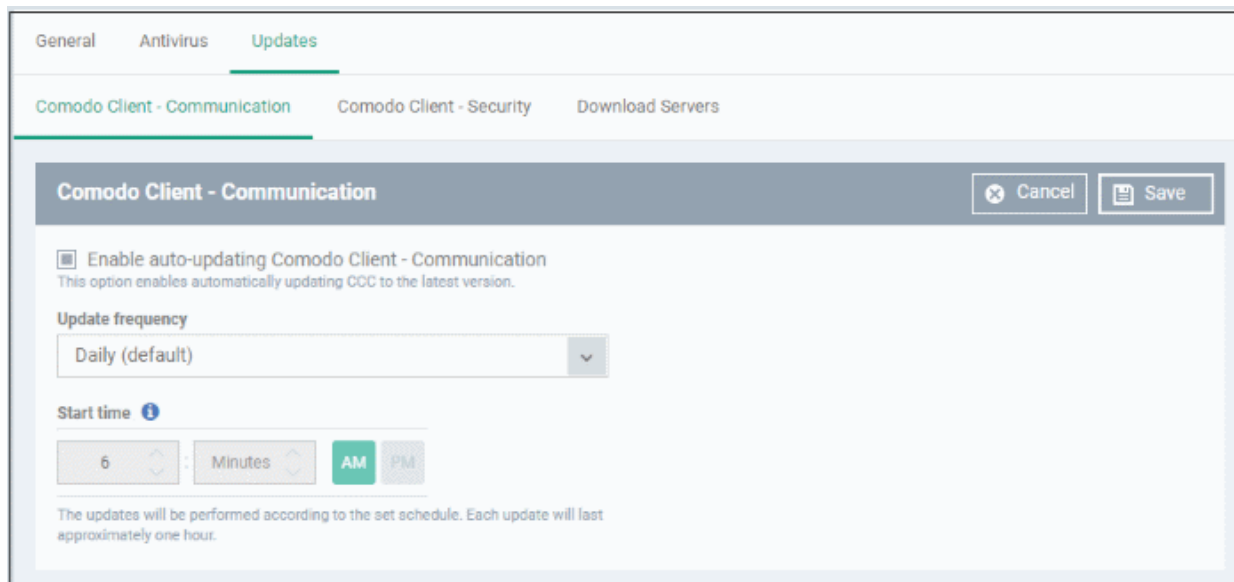 General Antivirus Updates
Comodo Client - Communication Comodo Client - Security Download Servers
Comodo Client - Communication Cancel Save
Enable auto-updating Comodo Client - Communication
This option enables automatically updating CCC to the latest version.
Update frequency
Daily (default)
Start time
6 : Minutes AM PM
The updates will be performed according to the set schedule. Each update will last
approximately one hour.